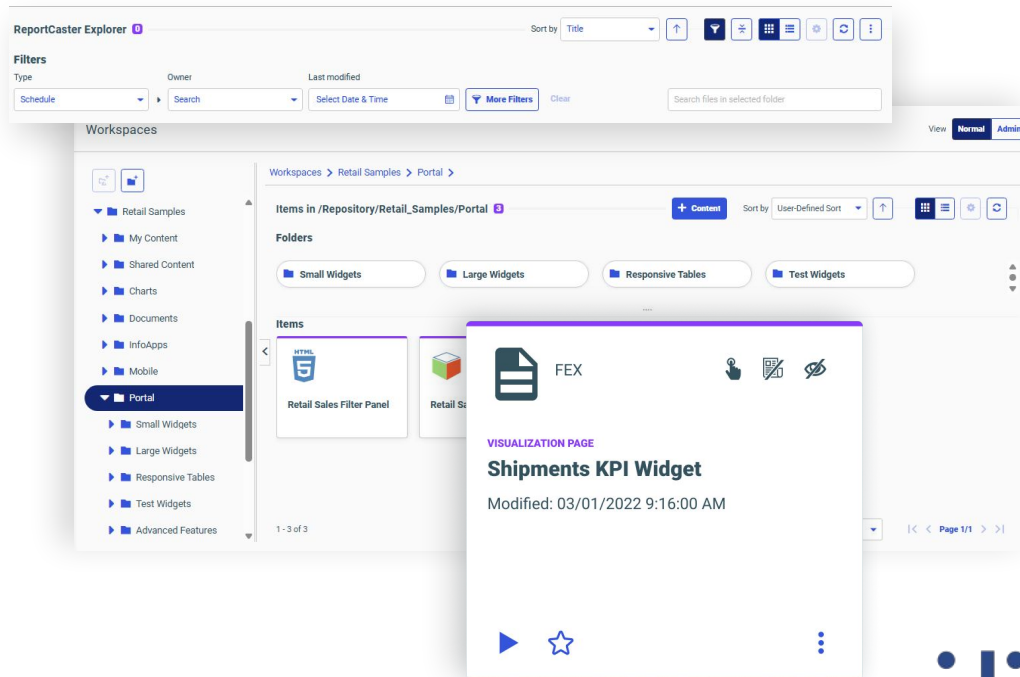 ReportCaster Explorer 0
Sort by Title
Filters
Type Owner Last modified
Schedule Search Select Date & Time More Filters Clear Search files in selected folder
Workspaces
View Normal Admin
Workspaces > Retail Samples > Portal >
Retail Samples
My Content
Shared Content
Charts
Documents
InfoApps
Mobile
Portal
Small Widgets
Large Widgets
Responsive Tables
Test Widgets
Advanced Features
Items in /Repository/Retail_Samples/Portal 3
+ Content Sort by User-Defined Sort
Folders
Small Widgets Large Widgets Responsive Tables Test Widgets
Items
HTML
5
Retail Sales Filter Panel
Retail
1 - 3 of 3
Page 1/1
FEX
VISUALIZATION PAGE
Shipments KPI Widget
Modified: 03/01/2022 9:16:00 AM